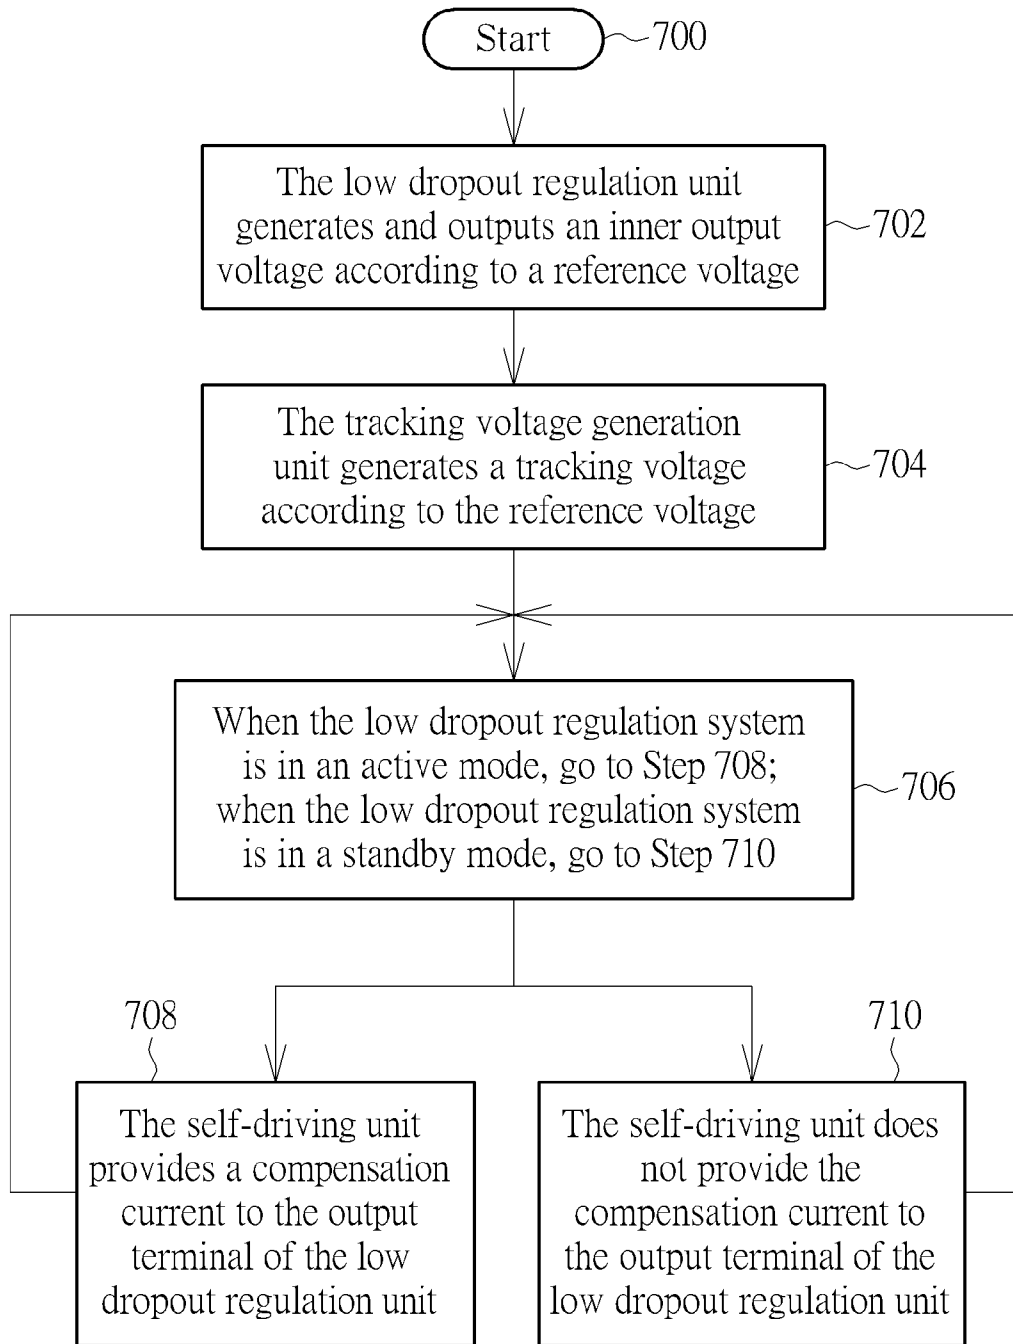 Start
700
The low dropout regulation unit
generates and outputs an inner output
voltage according to a reference voltage
702
The tracking voltage generation
unit generates a tracking voltage
according to the reference voltage
704
When the low dropout regulation system
is in an active mode, go to Step 708;
when the low dropout regulation system
is in a standby mode, go to Step 710
706
708
The self-driving unit
provides a compensation
current to the output
terminal of the low
dropout regulation unit
710
The self-driving unit does
not provide the
compensation current to
the output terminal of the
low dropout regulation unit